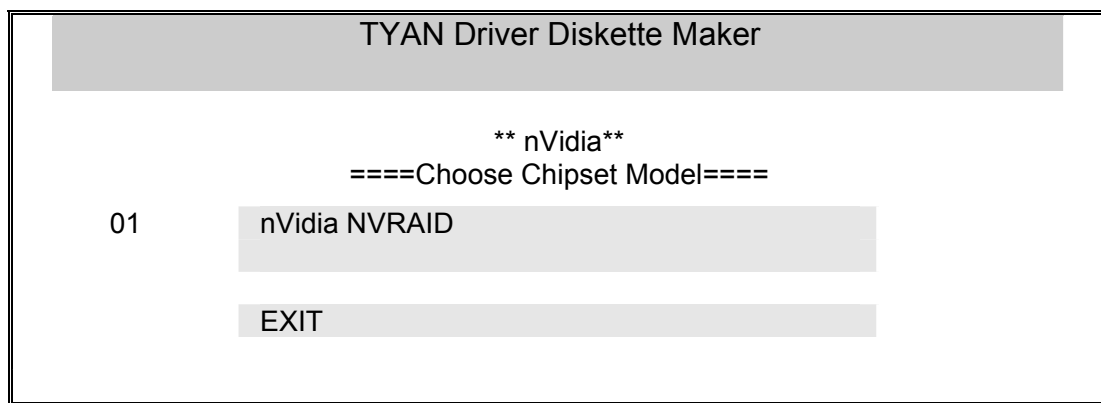 TYAN Driver Diskette Maker
** nVidia**
====Choose Chipset Model====
01 nVidia NVRAID
EXIT